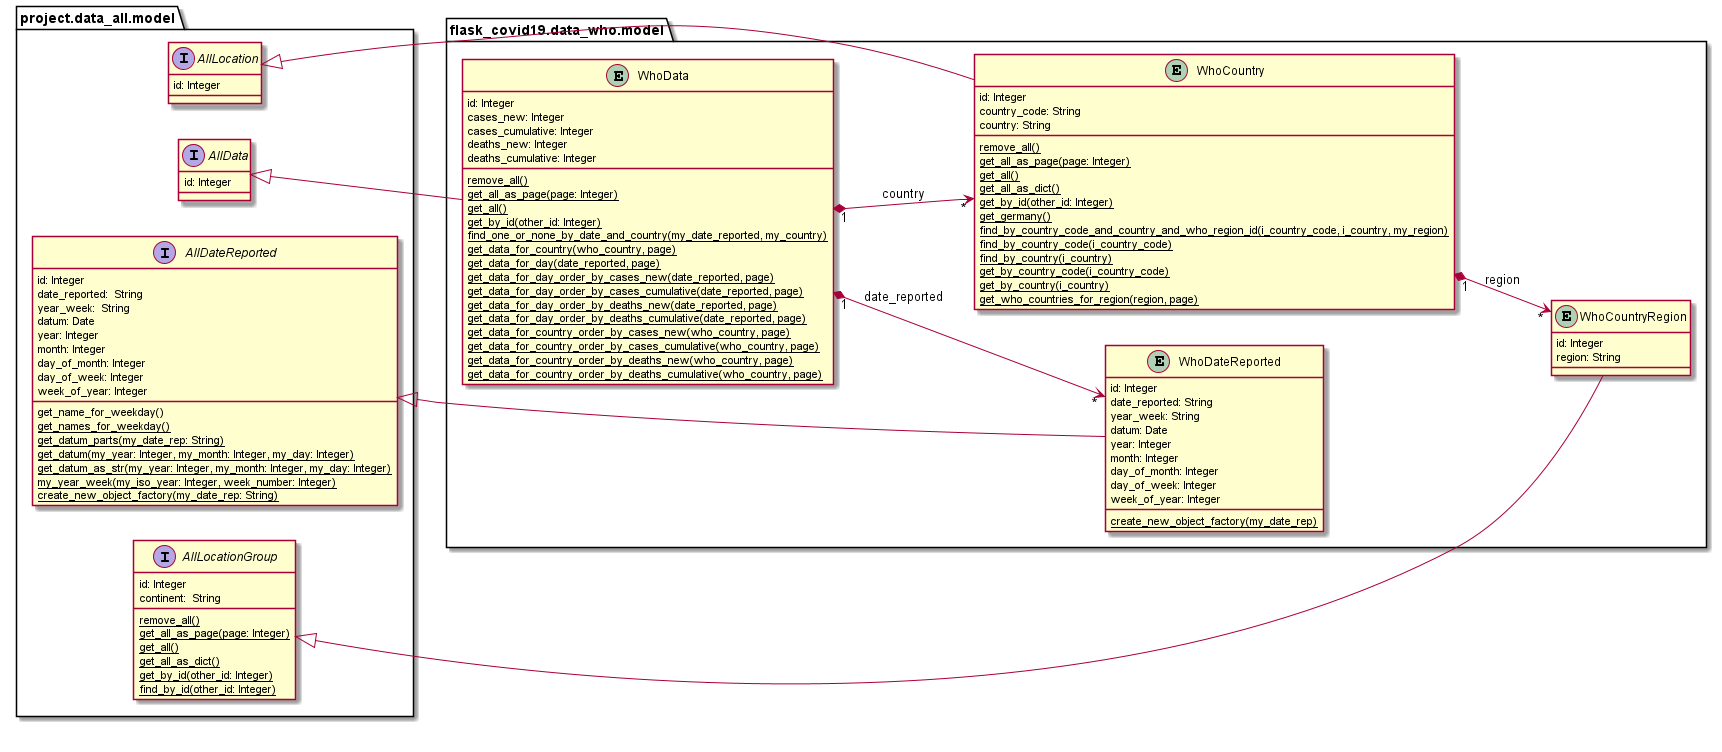 project.data_all.model
I AllLocation
id: Integer
I AllData
id: Integer
I AllDateReported
id: Integer
date_reported:  String
year_week:  String
datum: Date
year: Integer
month: Integer
day_of_month: Integer
day_of_week: Integer
week_of_year: Integer
get_name_for_weekday()
get_names_for_weekday()
get_datum_parts(my_date_rep: String)
get_datum(my_year: Integer, my_month: Integer, my_day: Integer)
get_datum_as_str(my_year: Integer, my_month: Integer, my_day: Integer)
my_year_week(my_iso_year: Integer, week_number: Integer)
create_new_object_factory(my_date_rep: String)
I AllLocationGroup
id: Integer
continent:  String
remove_all()
get_all_as_page(page: Integer)
get_all()
get_all_as_dict()
get_by_id(other_id: Integer)
find_by_id(other_id: Integer)
flask_covid19.data_who.model
E WhoData
id: Integer
cases_new: Integer
cases_cumulative: Integer
deaths_new: Integer
deaths_cumulative: Integer
remove_all()
get_all_as_page(page: Integer)
get_all()
get_by_id(other_id: Integer)
find_one_or_none_by_date_and_country(my_date_reported, my_country)
get_data_for_country(who_country, page)
get_data_for_day(date_reported, page)
get_data_for_day_order_by_cases_new(date_reported, page)
get_data_for_day_order_by_cases_cumulative(date_reported, page)
get_data_for_day_order_by_deaths_new(date_reported, page)
get_data_for_day_order_by_deaths_cumulative(date_reported, page)
get_data_for_country_order_by_cases_new(who_country, page)
get_data_for_country_order_by_cases_cumulative(who_country, page)
get_data_for_country_order_by_deaths_new(who_country, page)
get_data_for_country_order_by_deaths_cumulative(who_country, page)
country
1
*
date_reported
1
*
E WhoCountry
id: Integer
country_code: String
country: String
remove_all()
get_all_as_page(page: Integer)
get_all()
get_all_as_dict()
get_by_id(other_id: Integer)
get_germany()
find_by_country_code_and_country_and_who_region_id(i_country_code, i_country, my_region)
find_by_country_code(i_country_code)
find_by_country(i_country)
get_by_country_code(i_country_code)
get_by_country(i_country)
get_who_countries_for_region(region, page)
region
1
*
E WhoCountryRegion
id: Integer
region: String
E WhoDateReported
id: Integer
date_reported: String
year_week: String
datum: Date
year: Integer
month: Integer
day_of_month: Integer
day_of_week: Integer
week_of_year: Integer
create_new_object_factory(my_date_rep)